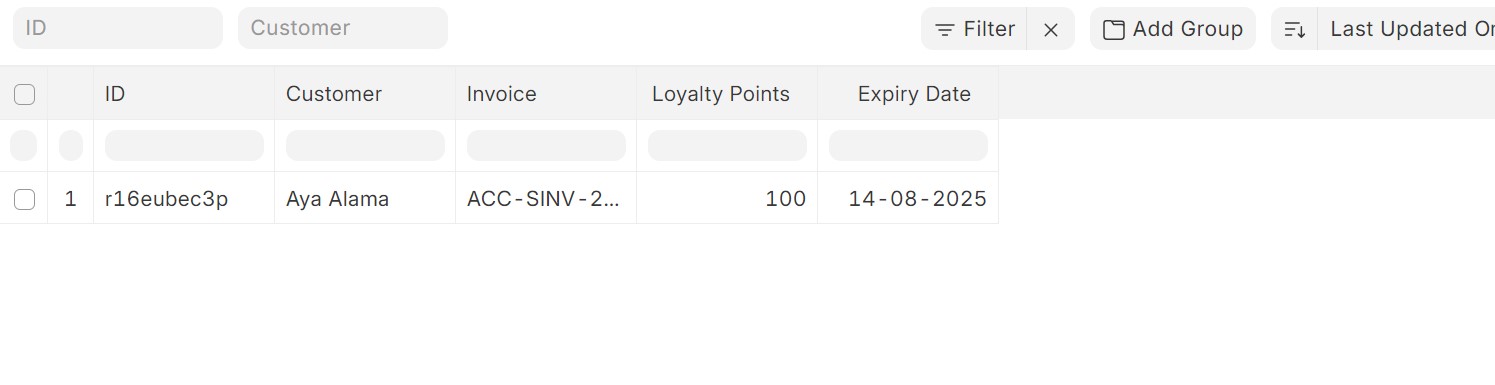 ID Customer Filter Add Group Last Updated Or
ID Customer Invoice Loyalty Points Expiry Date
1 r16eubec3p Aya Alama ACC-SINV-2... 100 14-08-2025